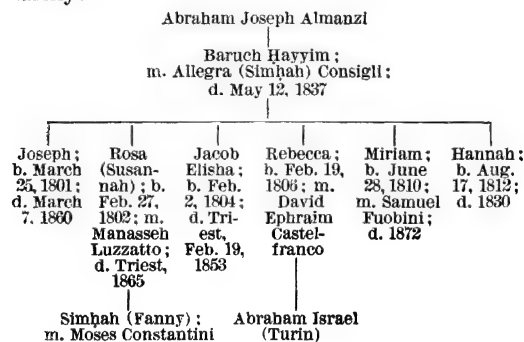 Abraham Joseph Almanzi
Baruch Ḥayyim;
m. Allegra (Simḥah) Consigli;
d. May 12, 1837
Joseph;
b. March
25, 1801;
d. March
7, 1860
Rosa
(Susan-
nah); b.
Feb. 27,
1802; m.
Manasseh
Luzzatto;
d. Triest,
1865
Jacob
Elisha;
b. Feb.
2, 1804;
d. Tri-
est,
Feb. 19,
1853
Rebecca;
b. Feb. 19,
1806; m.
David
Ephraim
Castel-
franco
Miriam;
b. June
28, 1810;
m. Samuel
Fuobini;
d. 1872
Hannah;
b. Aug.
17, 1812;
d. 1830
Simḥah (Fanny);
m. Moses Constantini
Abraham Israel
(Turin)